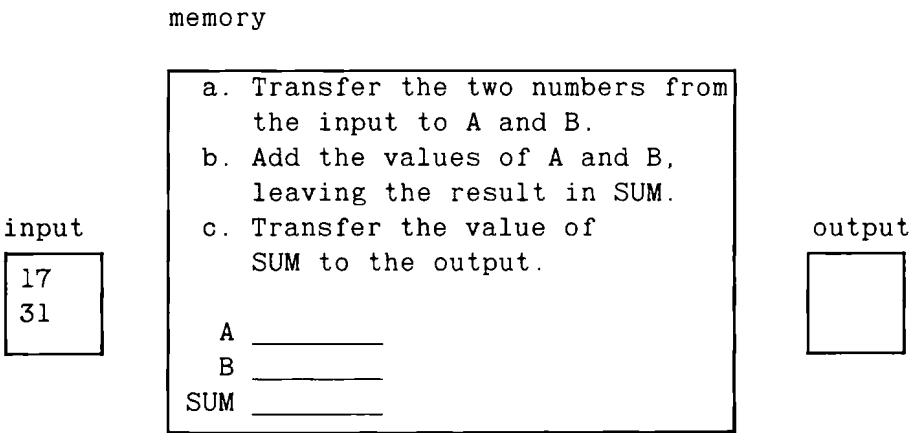 memory
a. Transfer the two numbers from
the input to A and B.
b. Add the values of A and B,
leaving the result in SUM.
c. Transfer the value of
SUM to the output.
A
B
SUM
input
17
31
output